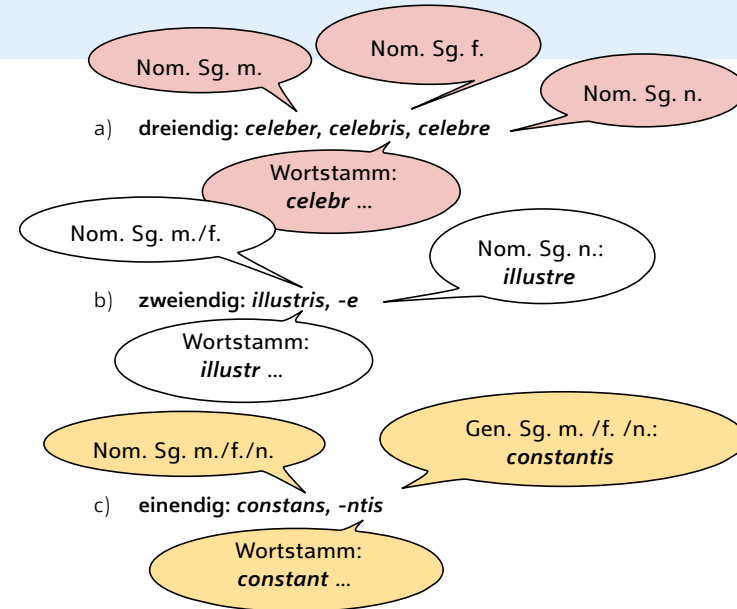 Nom. Sg. m.
Nom. Sg. f.
Nom. Sg. n.
a) dreiendig: celeber, celebris, celebre
Wortstamm:
celebr ...
Nom. Sg. m./f.
Nom. Sg. n.:
illustre
b) zweiendig: illustris, -e
Wortstamm:
illustr ...
Nom. Sg. m./f./n.
Gen. Sg. m. /f. /n.:
constantis
c) einendig: constans, -ntis
Wortstamm:
constant ...